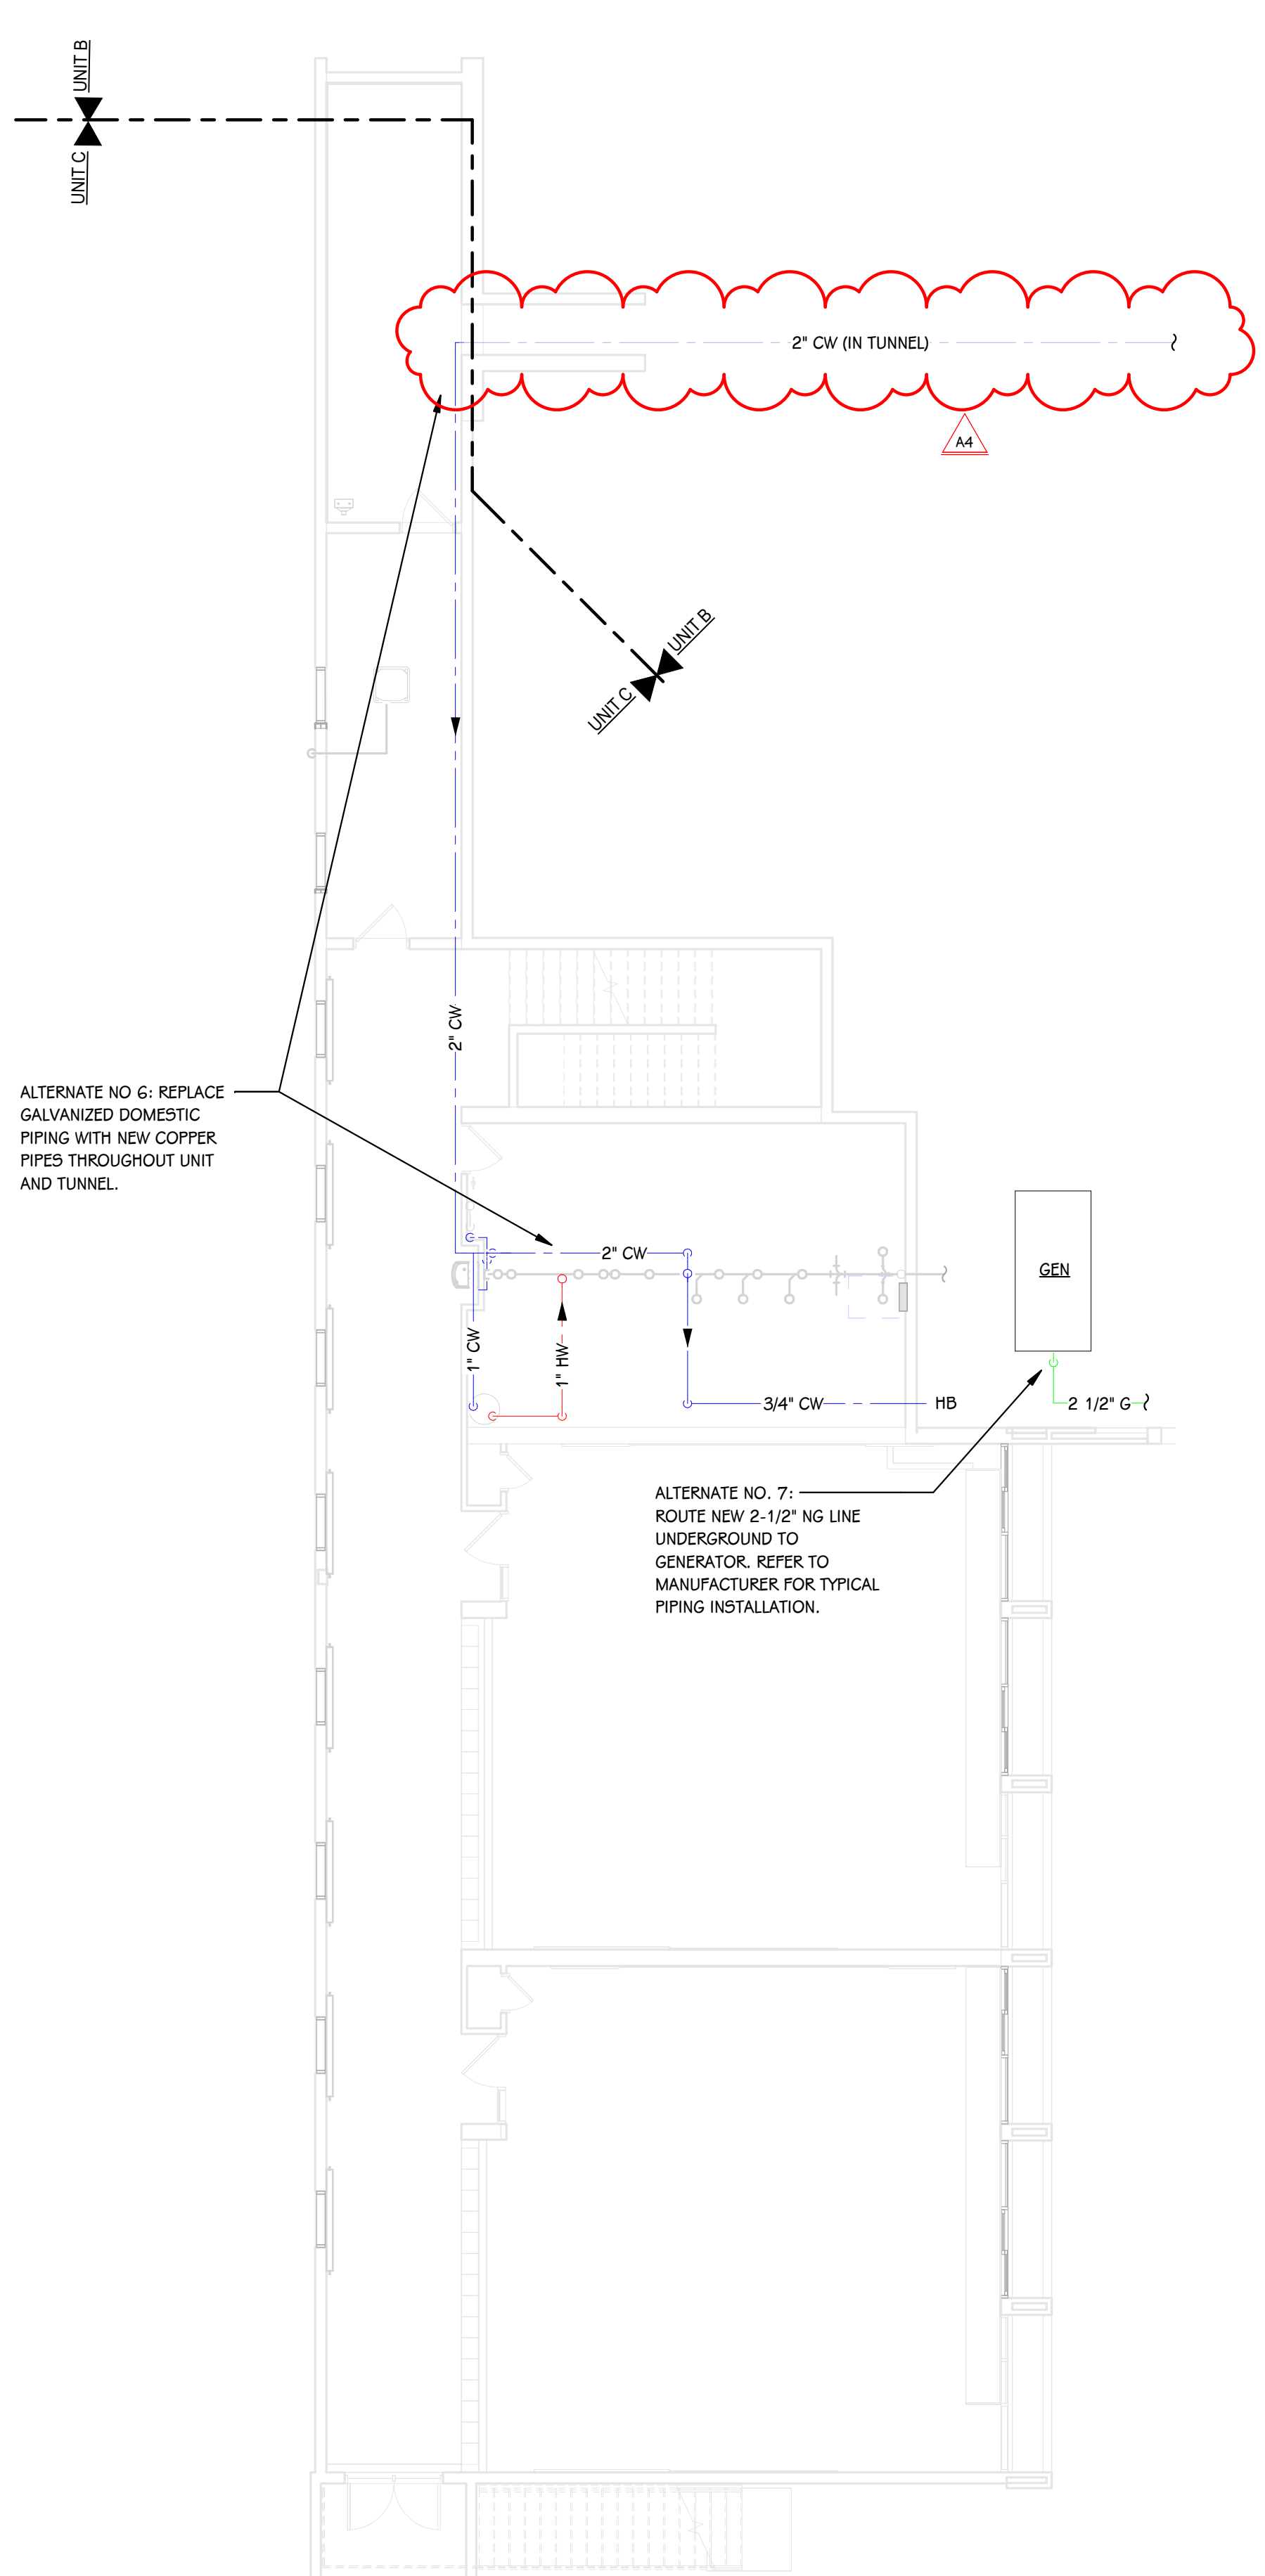 UNIT B
UNIT C
2" CW (IN TUNNEL)
A4
UNIT B
UNIT C
2" CW
ALTERNATE NO 6: REPLACE
GALVANIZED DOMESTIC
PIPING WITH NEW COPPER
PIPES THROUGHOUT UNIT
AND TUNNEL.
2" CW
GEN
1" CW
1" HW
3/4" CW
HB
2 1/2" G
ALTERNATE NO. 7:
ROUTE NEW 2-1/2" NG LINE
UNDERGROUND TO
GENERATOR. REFER TO
MANUFACTURER FOR TYPICAL
PIPING INSTALLATION.